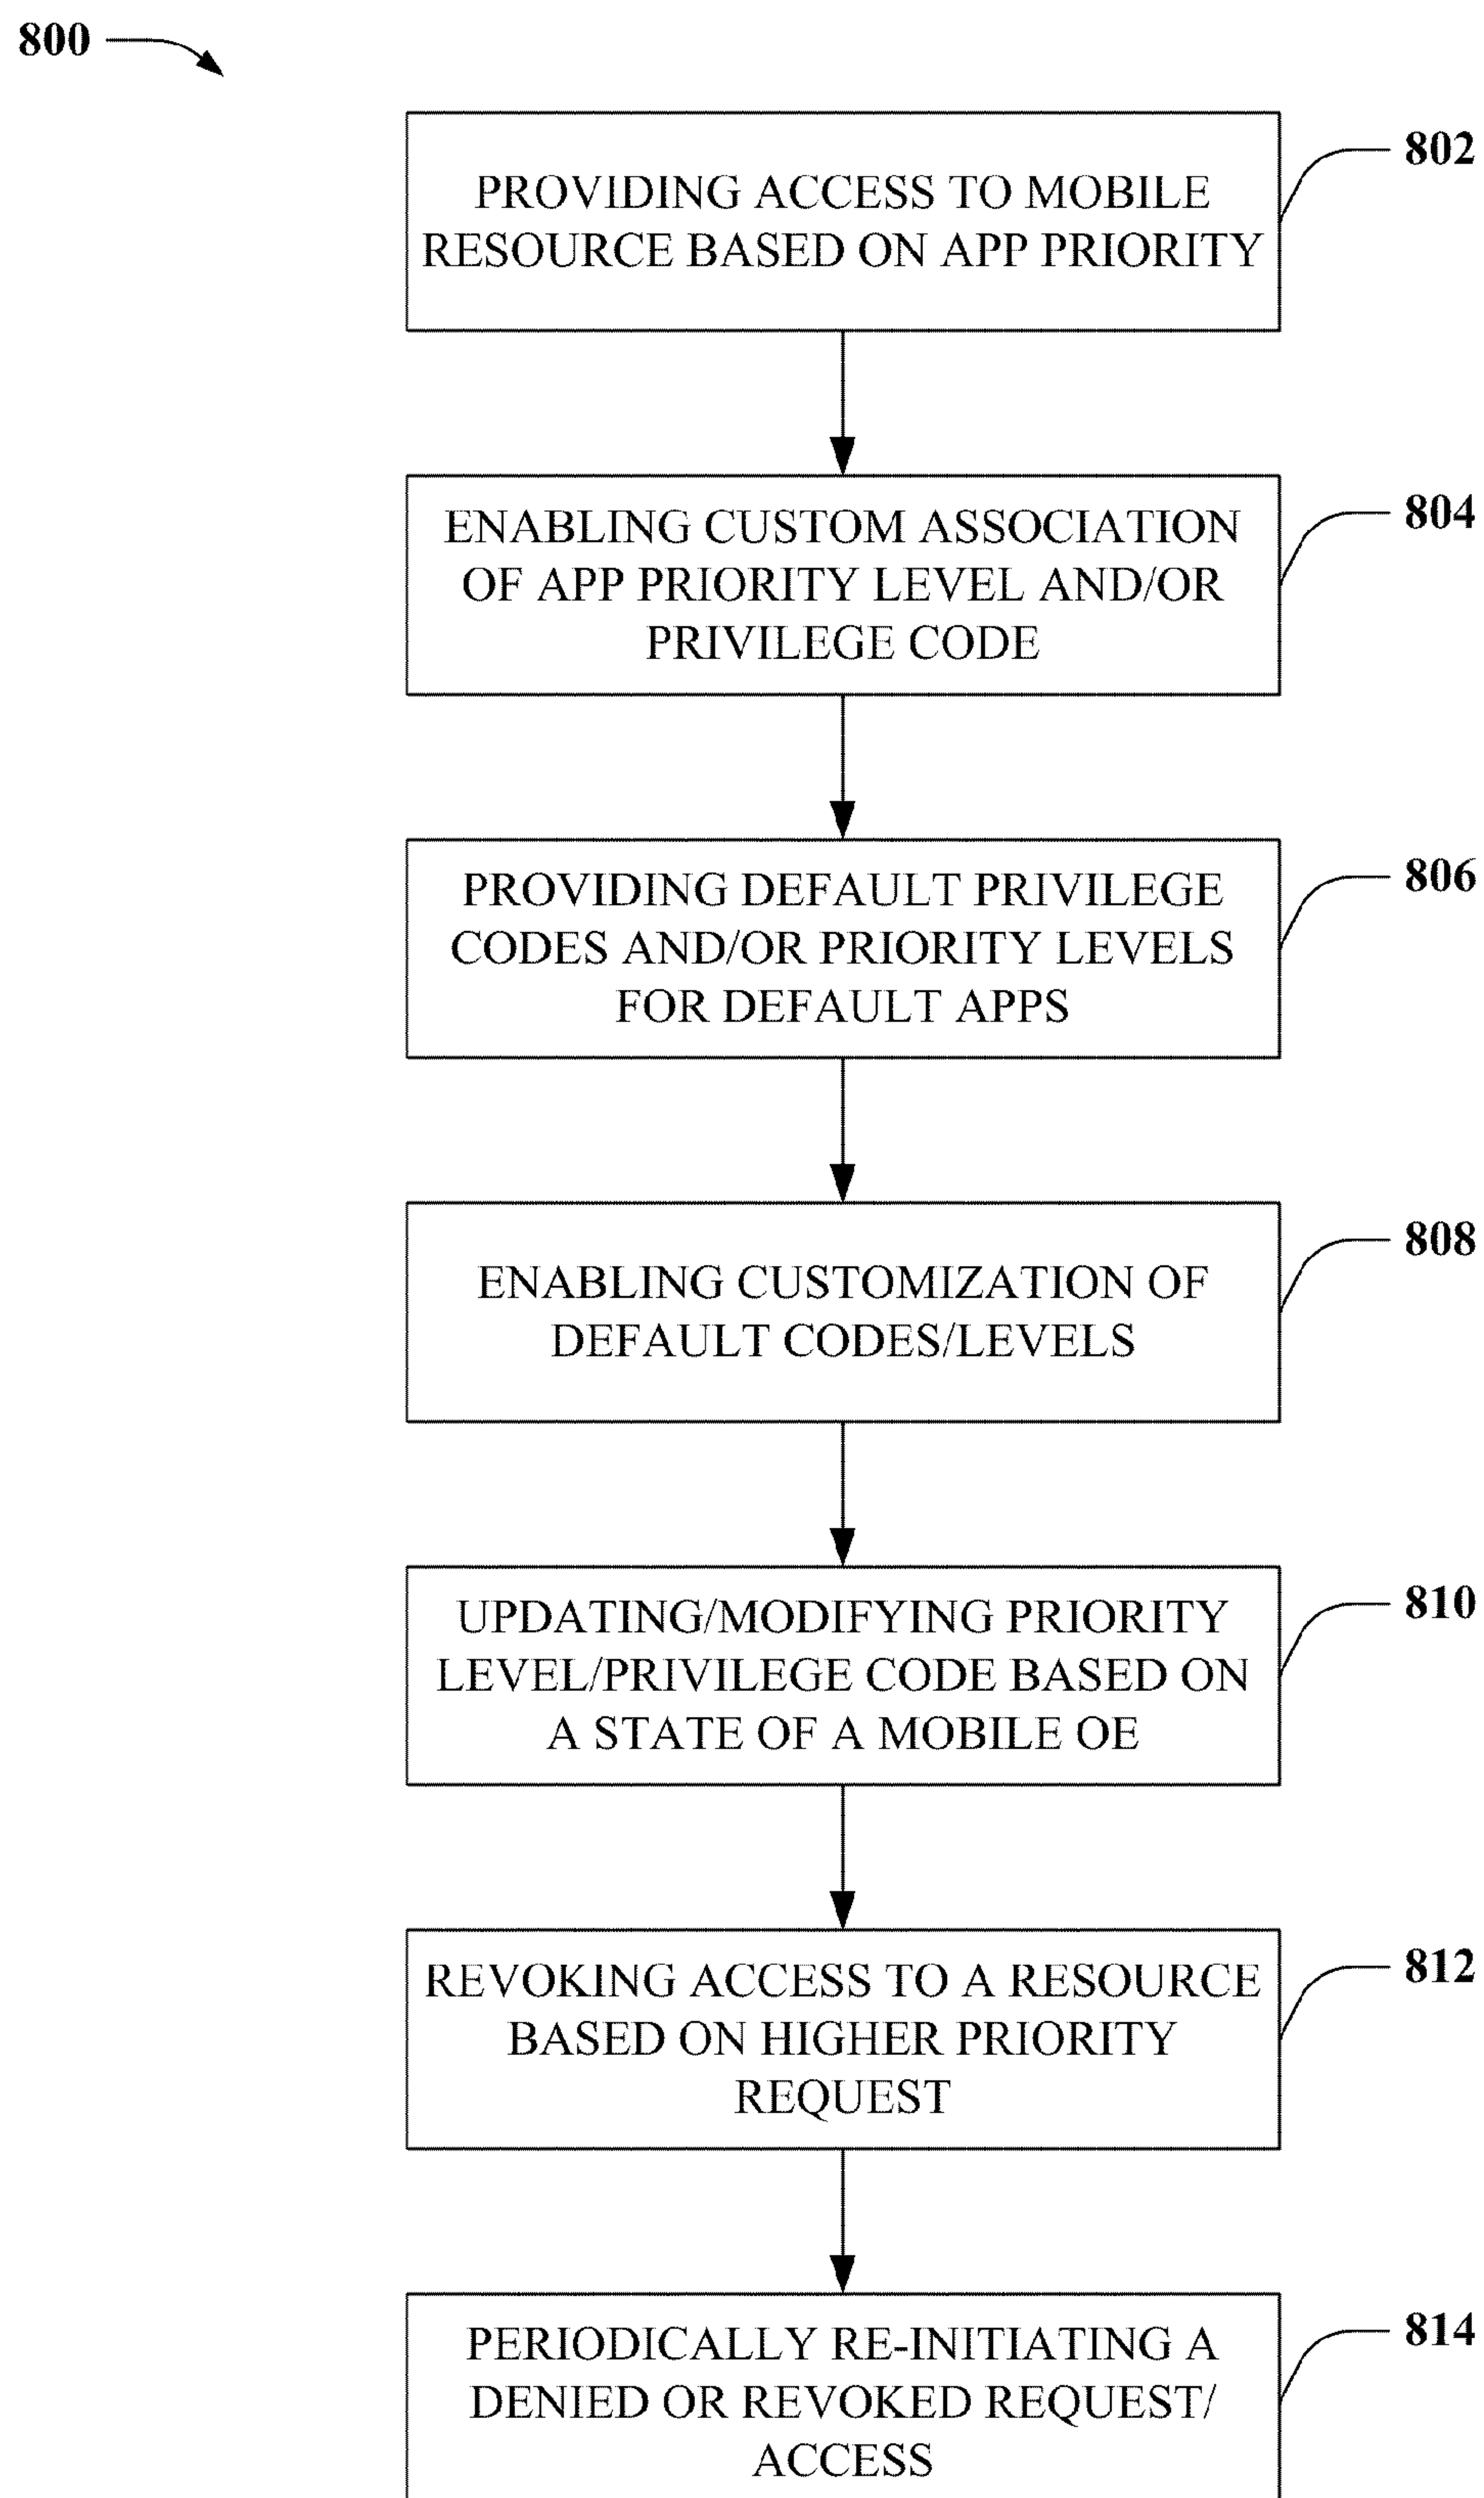 800
802
PROVIDING ACCESS TO MOBILE
RESOURCE BASED ON APP PRIORITY
804
ENABLING CUSTOM ASSOCIATION
OF APP PRIORITY LEVEL AND/OR
PRIVILEGE CODE
806
PROVIDING DEFAULT PRIVILEGE
CODES AND/OR PRIORITY LEVELS
FOR DEFAULT APPS
808
ENABLING CUSTOMIZATION OF
DEFAULT CODES/LEVELS
810
UPDATING/MODIFYING PRIORITY
LEVEL/PRIVILEGE CODE BASED ON
A STATE OF A MOBILE OE
812
REVOKING ACCESS TO A RESOURCE
BASED ON HIGHER PRIORITY
REQUEST
814
PERIODICALLY RE-INITIATING A
DENIED OR REVOKED REQUEST/
ACCESS